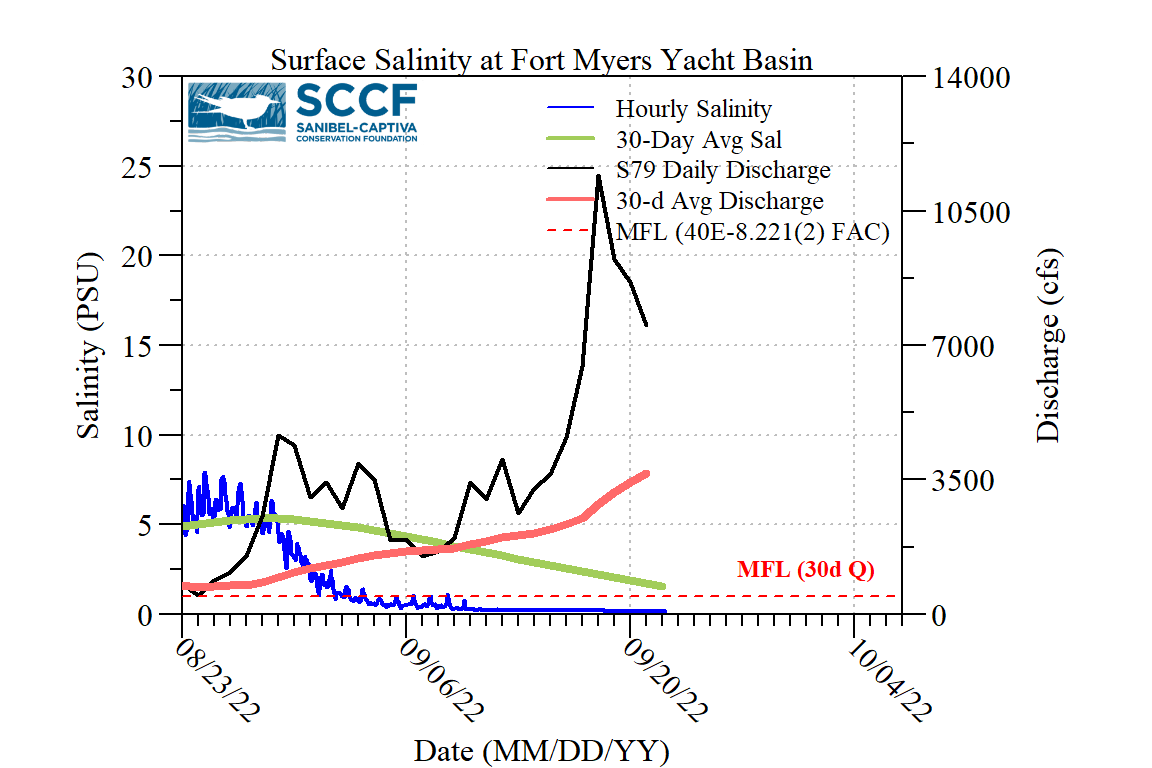 Surface Salinity at Fort Myers Yacht Basin
SCCF
SANIBEL-CAPTIVA
CONSERVATION FOUNDATION
Hourly Salinity
30-Day Avg Sal
S79 Daily Discharge
30-d Avg Discharge
MFL (40E-8.221(2) FAC)
30
25
20
15
10
5
0
Salinity (PSU)
14000
10500
7000
3500
0
Discharge (cfs)
MFL (30d Q)
08/23/22
09/06/22
09/20/22
10/04/22
Date (MM/DD/YY)